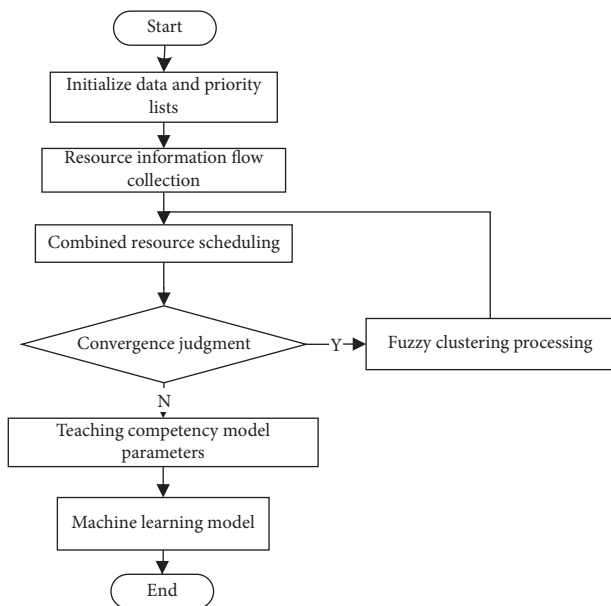 Start
Initialize data and priority
lists
Resource information flow
collection
Combined resource scheduling
Convergence judgment
Y
Fuzzy clustering processing
N
Teaching competency model
parameters
Machine learning model
End